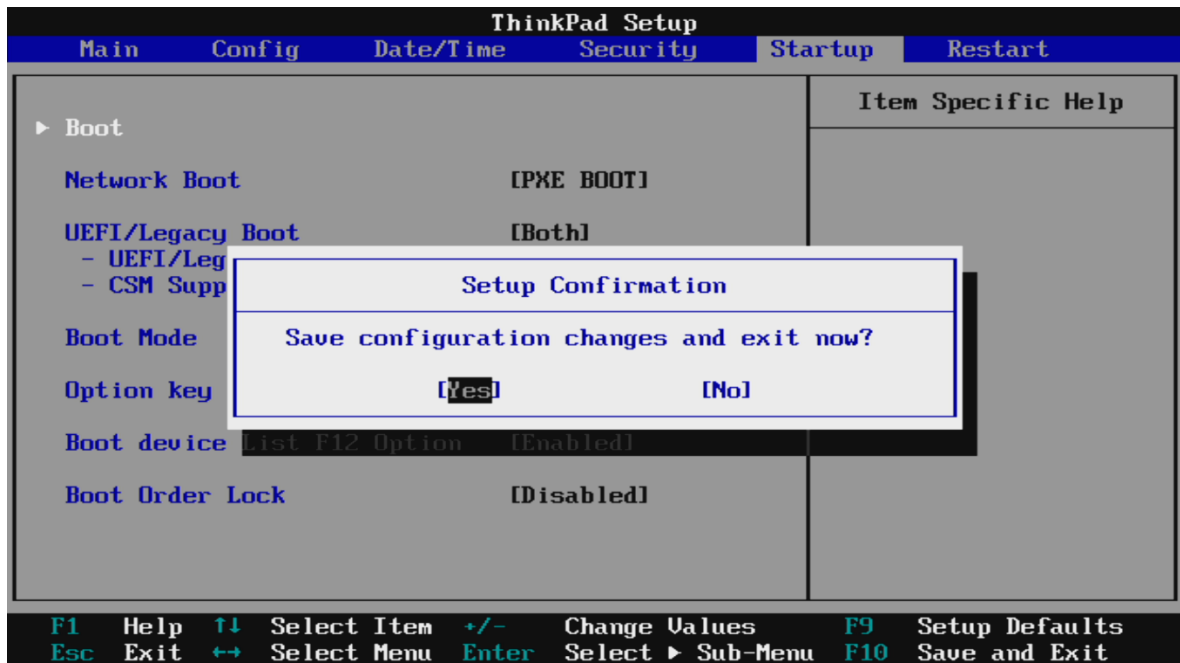 ThinkPad Setup
Main Config Date/Time Security Startup Restart
Item Specific Help
▶ Boot
Network Boot [PXE BOOT]
UEFI/Legacy Boot [Both]
- UEFI/Leg
- CSM Supp
Setup Confirmation
Boot Mode
Save configuration changes and exit now?
Option key
[Yes] [No]
Boot device List F12 Option [Enabled]
Boot Order Lock [Disabled]
F1 Help ↑↓ Select Item +/- Change Values F9 Setup Defaults
Esc Exit ↔ Select Menu Enter Select ▶ Sub-Menu F10 Save and Exit